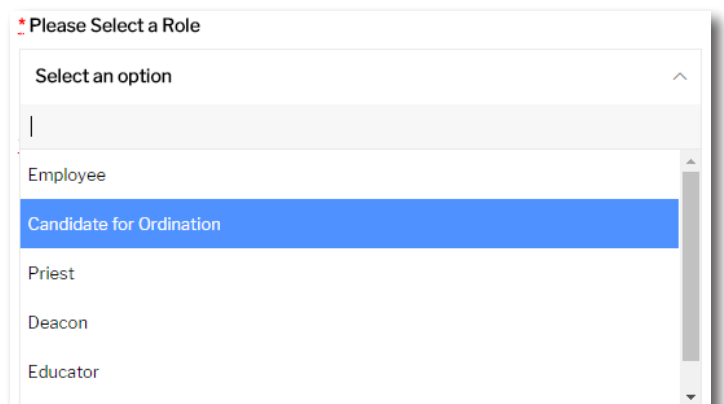 * Please Select a Role
Select an option
Employee
Candidate for Ordination
Priest
Deacon
Educator